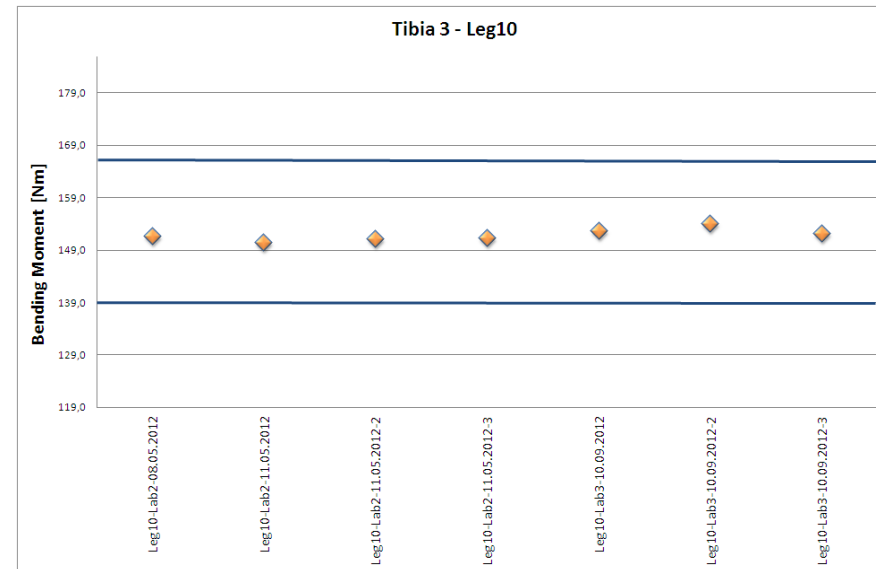 Tibia 3 - Leg10
Bending Moment [Nm]
179,0
169,0
159,0
149,0
139,0
129,0
119,0
Leg10-Lab2-08.05.2012
Leg10-Lab2-11.05.2012
Leg10-Lab2-11.05.2012-2
Leg10-Lab2-11.05.2012-3
Leg10-Lab3-10.09.2012
Leg10-Lab3-10.09.2012-2
Leg10-Lab3-10.09.2012-3